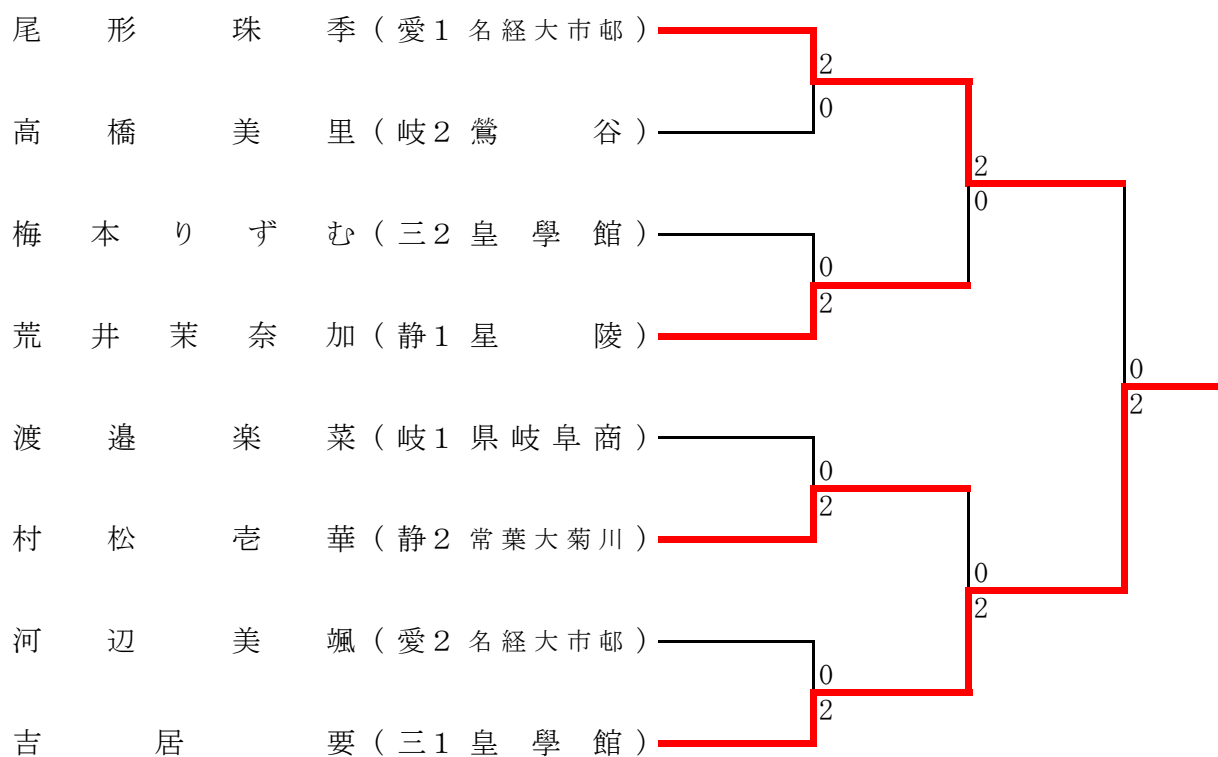 尾形珠季(愛1 名経大市邨)
2
0
高橋美里(岐2 鶯谷)
2
0
梅本りずむ(三2 皇學館)
0
2
荒井茉奈加(静1 星陵)
0
2
渡邉楽菜(岐1 県岐阜商)
0
2
村松壱華(静2 常葉大菊川)
0
2
河辺美颯(愛2 名経大市邨)
0
2
吉居要(三1 皇學館)